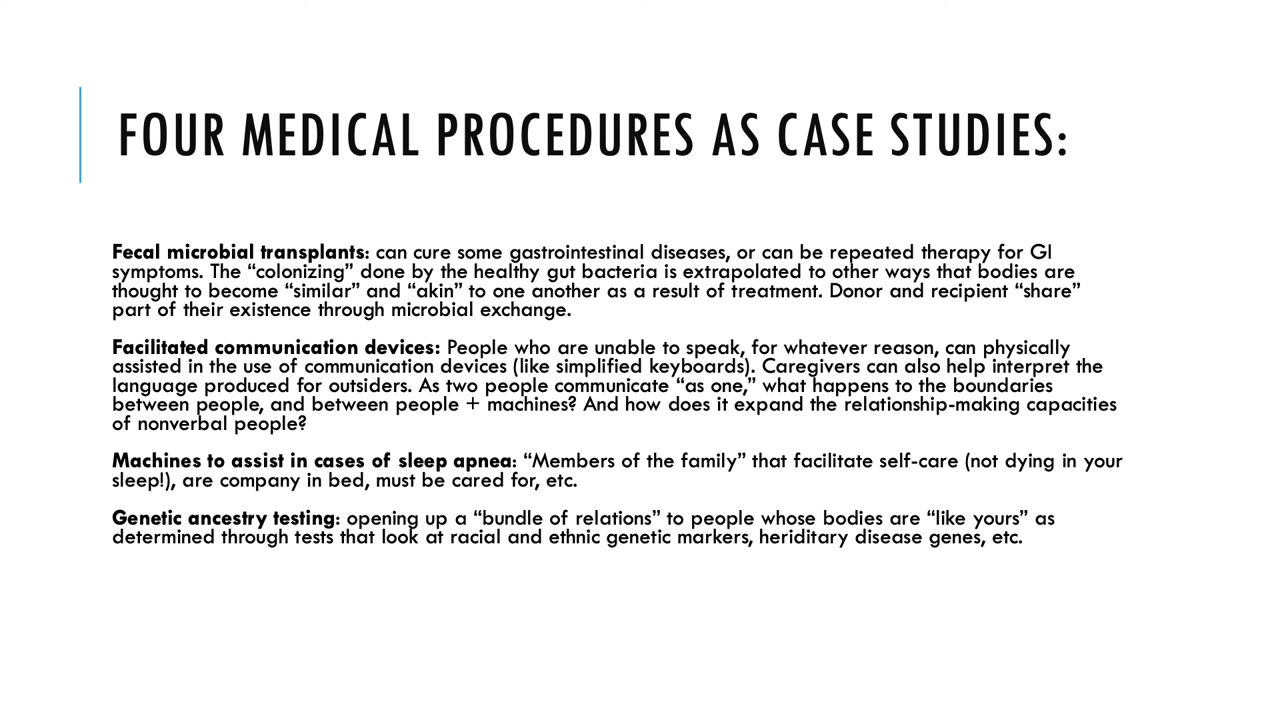 FOUR MEDICAL PROCEDURES AS CASE STUDIES:
Fecal microbial transplants: can cure some gastrointestinal diseases, or can be repeated therapy for GI
symptoms. The “colonizing” done by the healthy gut bacteria is extrapolated to other ways that bodies are
thought to become “similar” and “akin” to one another as a result of treatment. Donor and recipient “share”
part of their existence through microbial exchange.
Facilitated communication devices: People who are unable to speak, for whatever reason, can physically
assisted in the use of communication devices (like simplified keyboards). Caregivers can also help interpret the
language produced for outsiders. As two people communicate “as one,” what happens to the boundaries
between people, and between people + machines? And how does it expand the relationship-making capacities
of nonverbal people?
Machines to assist in cases of sleep apnea: “Members of the family” that facilitate self-care (not dying in your
sleep!), are company in bed, must be cared for, etc.
Genetic ancestry testing: opening up a “bundle of relations” to people whose bodies are “like yours” as
determined through tests that look at racial and ethnic genetic markers, heriditary disease genes, etc.